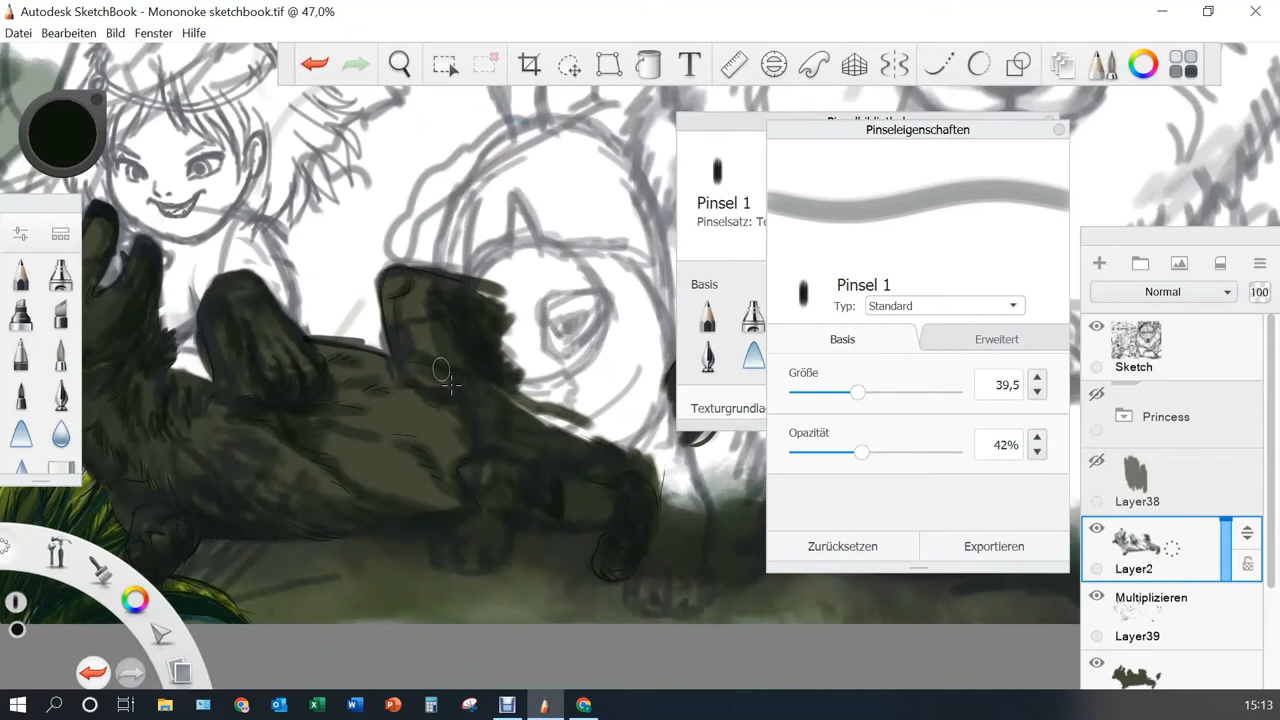 Autodesk SketchBook - Mononoke sketchbook.tif @ 47,0%
Datei Bearbeiten Bild Fenster Hilfe
T
Pinseleigenschaften
Pinsel 1
Pinselsatz: Te
Basis
Texturgrundla
Pinsel 1
Typ: Standard
Basis Erweitert
Größe
39,5
Opazität
42%
Zurücksetzen Exportieren
Normal 100
Sketch
Princess
Layer38
Layer2
Multiplizieren
Layer39
15:13